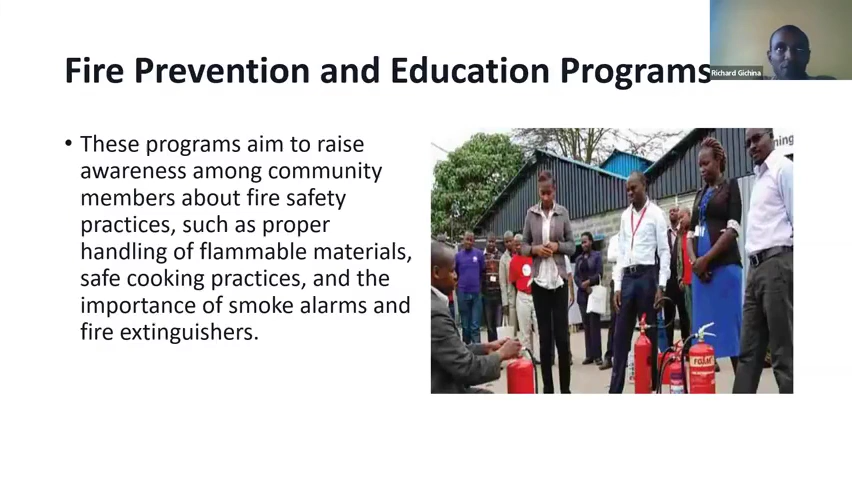 Fire Prevention and Education Programs
Richard Gichina
• These programs aim to raise
awareness among community
members about fire safety
practices, such as proper
handling of flammable materials,
safe cooking practices, and the
importance of smoke alarms and
fire extinguishers.
FOAM